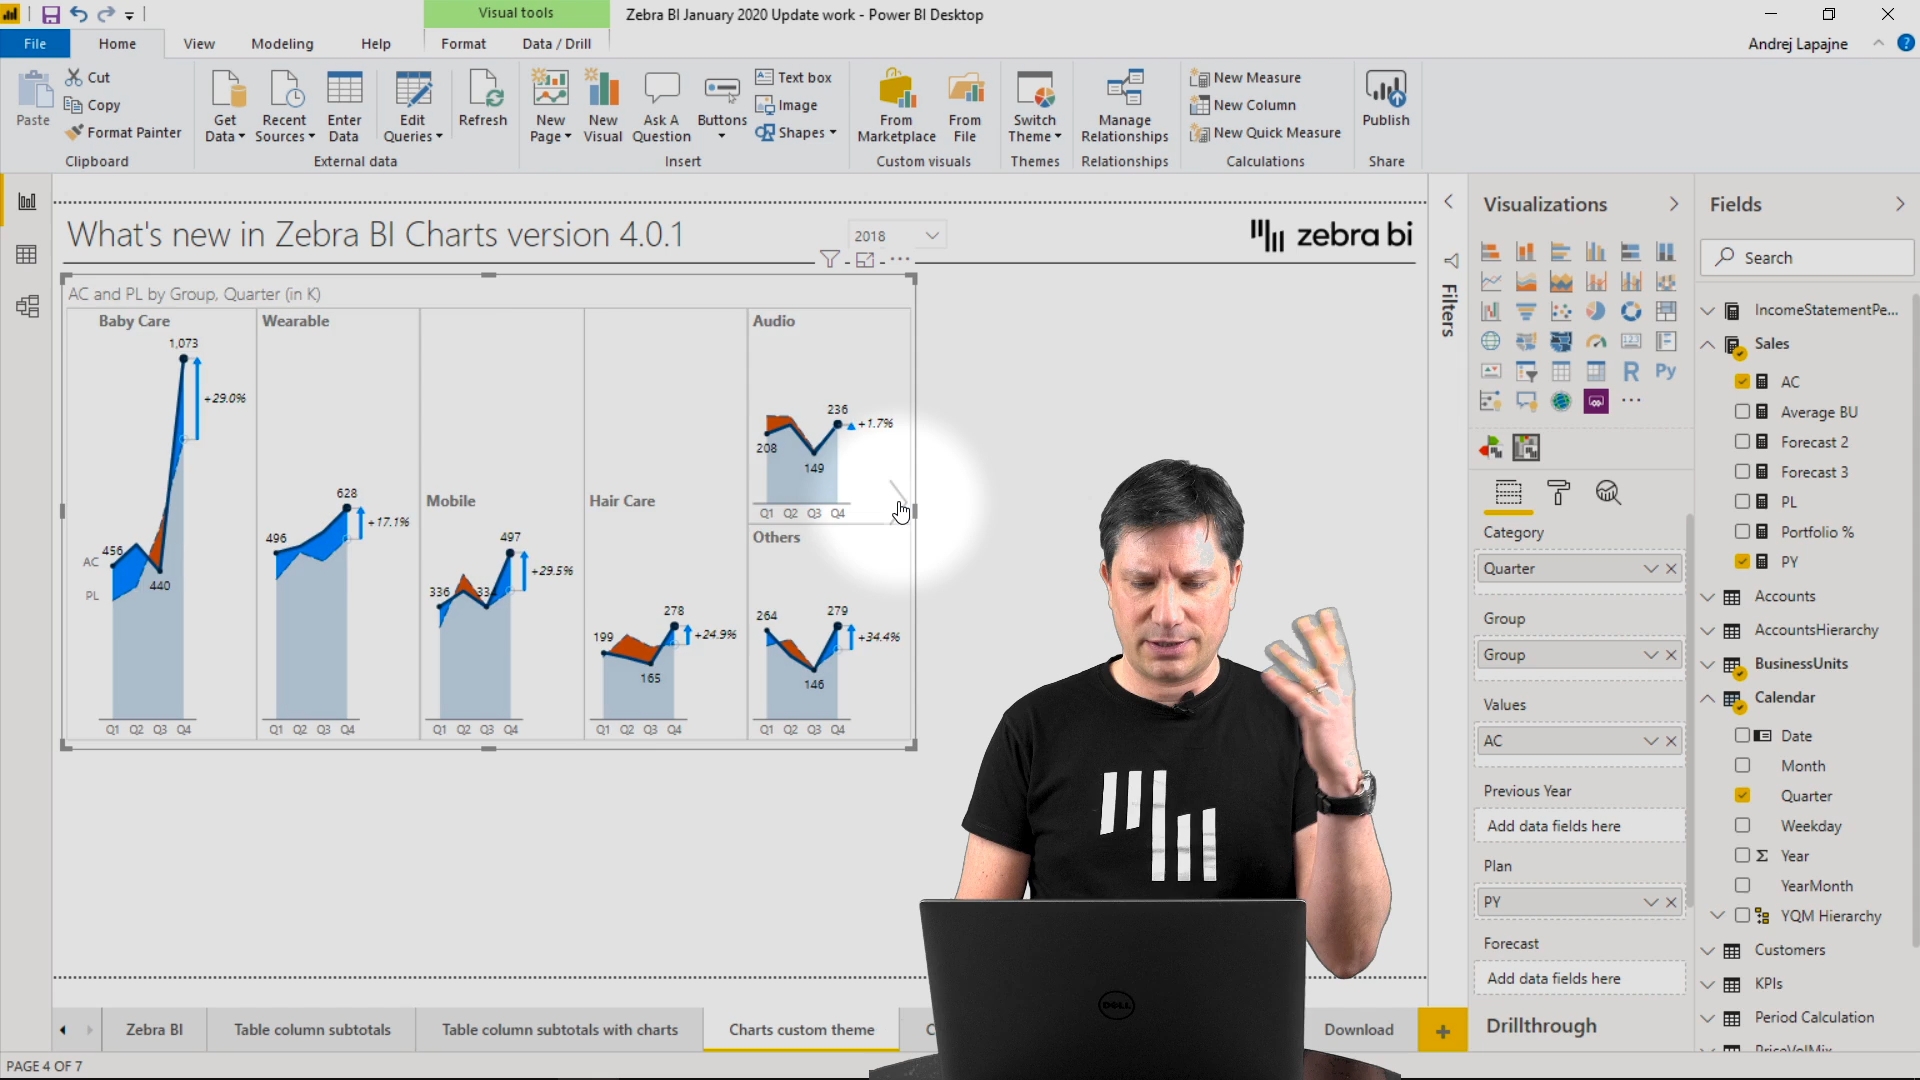 Visual tools
Zebra BI January 2020 Update work - Power BI Desktop
File
Home
View
Modeling
Help
Format
Data / Drill
Andrej Lapajne
?
Paste
Cut
Copy
Format Painter
Clipboard
Get Data
Recent Sources
Enter Data
Edit Queries
Refresh
External data
New Page
New Visual
Ask A Question
Buttons
Text box
Image
Shapes
Insert
From Marketplace
From File
Custom visuals
Switch Theme
Themes
Manage Relationships
Relationships
New Measure
New Column
New Quick Measure
Calculations
Publish
Share
What's new in Zebra BI Charts version 4.0.1
2018
zebra bi
AC and PL by Group, Quarter (in K)
Baby Care
1,073
+29.0%
456
AC
440
PL
Q1 Q2 Q3 Q4
Wearable
628
496
+17.1%
Q1 Q2 Q3 Q4
Mobile
497
+29.5%
336
334
Q1 Q2 Q3 Q4
Hair Care
278
199
+24.9%
165
Q1 Q2 Q3 Q4
Audio
236
+1.7%
208
149
Q1 Q2 Q3 Q4
Others
264
279
+34.4%
146
Q1 Q2 Q3 Q4
Filters
Visualizations
R
Py
123
Category
Quarter
Group
Group
Values
AC
Previous Year
Add data fields here
Plan
PY
Forecast
Add data fields here
Drillthrough
Fields
Search
IncomeStatementPe...
Sales
AC
Average BU
Forecast 2
Forecast 3
PL
Portfolio %
PY
Accounts
AccountsHierarchy
BusinessUnits
Calendar
Date
Month
Quarter
Weekday
Year
YearMonth
YQM Hierarchy
Customers
KPIs
Period Calculation
PriceVolMix
DELL
Zebra BI
Table column subtotals
Table column subtotals with charts
Charts custom theme
Download
PAGE 4 OF 7